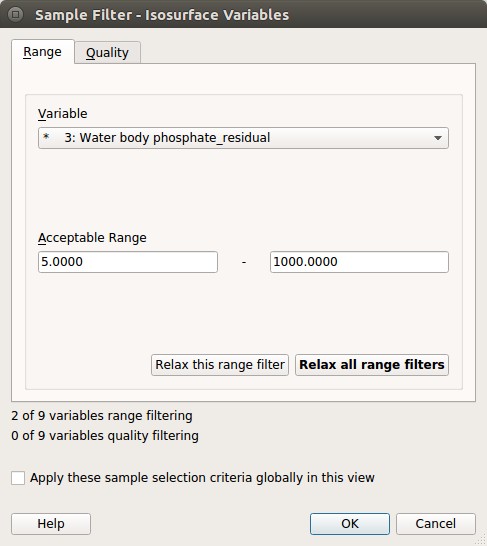 Sample Filter - Isosurface Variables
Range Quality
Variable
* 3: Water body phosphate_residual
Acceptable Range
5.0000 - 1000.0000
Relax this range filter Relax all range filters
2 of 9 variables range filtering
0 of 9 variables quality filtering
Apply these sample selection criteria globally in this view
Help OK Cancel